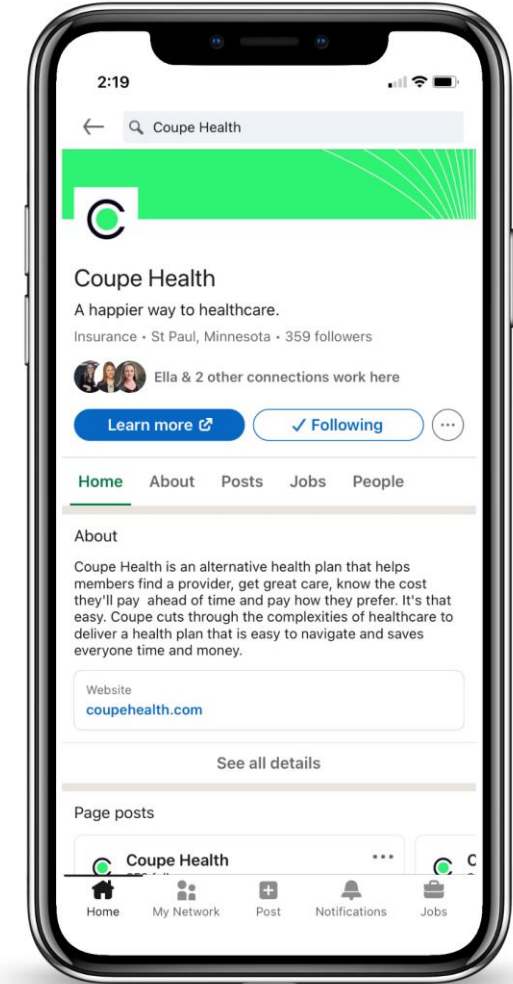 2:19
Coupe Health
Coupe Health
A happier way to healthcare.
Insurance • St Paul, Minnesota • 359 followers
Ella & 2 other connections work here
Learn more
Following
Home About Posts Jobs People
About
Coupe Health is an alternative health plan that helps
members find a provider, get great care, know the cost
they'll pay ahead of time and pay how they prefer. It's that
easy. Coupe cuts through the complexities of healthcare to
deliver a health plan that is easy to navigate and saves
everyone time and money.
Website
coupehealth.com
See all details
Page posts
Coupe Health
Home My Network Post Notifications Jobs